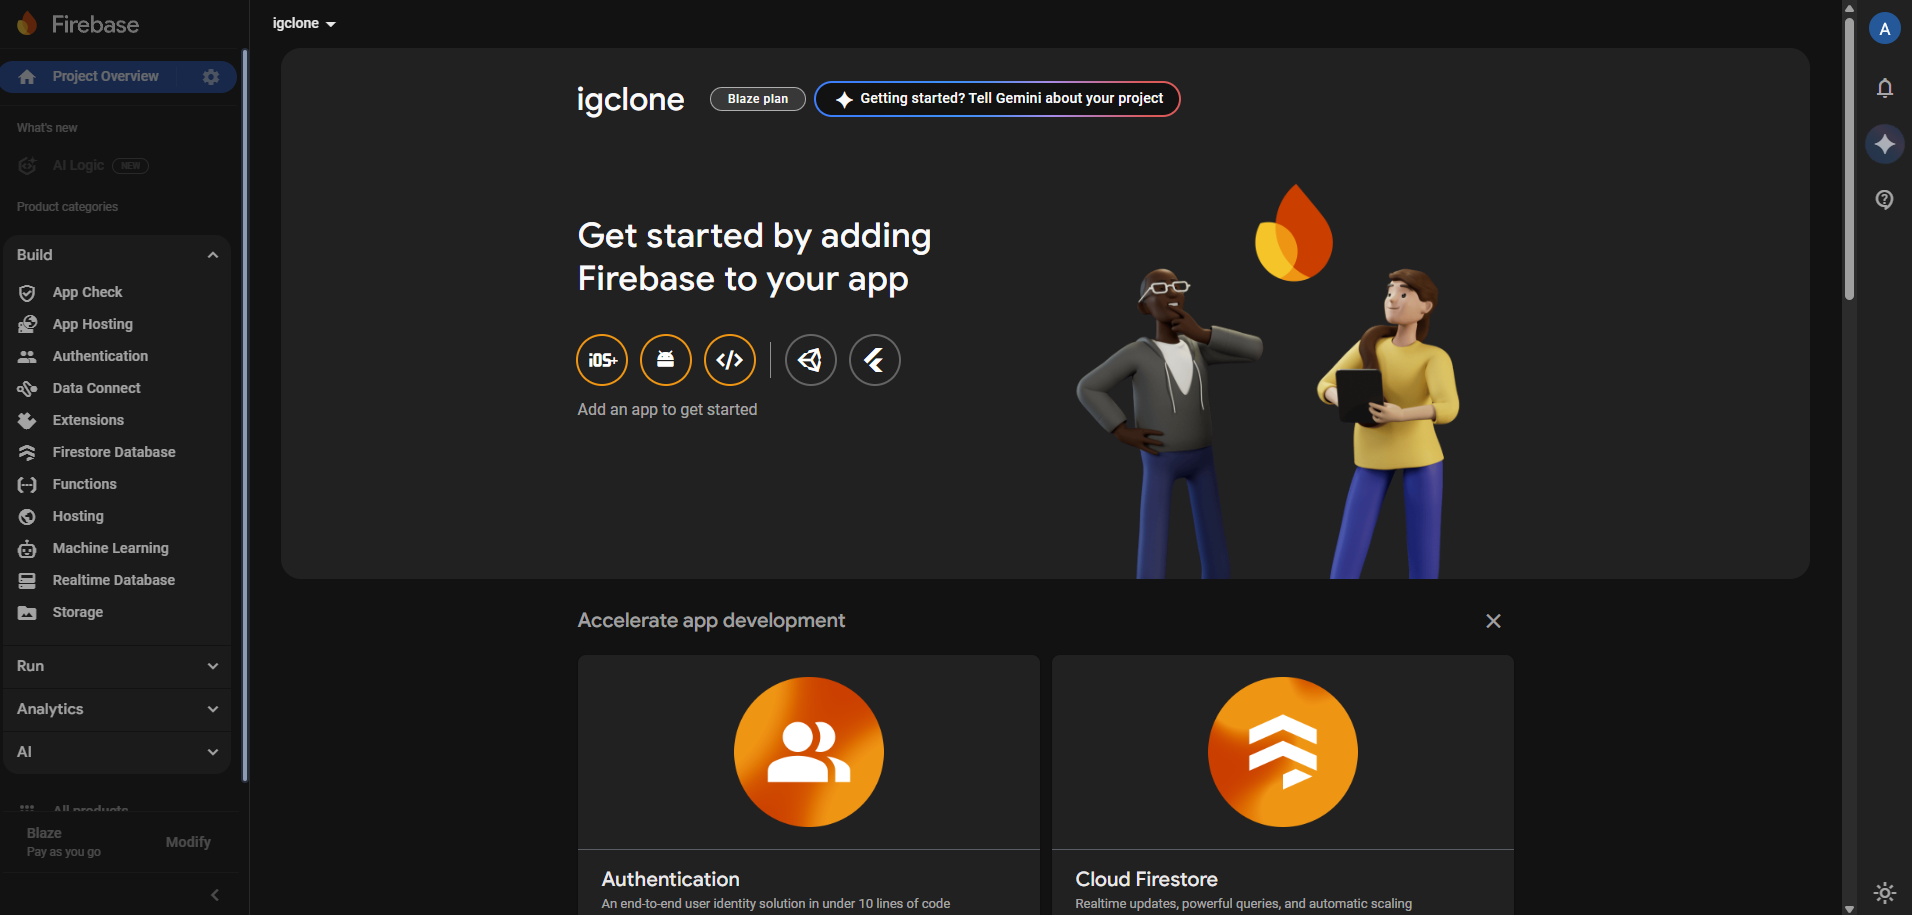 Firebase
igclone
Project Overview
What's new
AI Logic NEW
Product categories
Build
App Check
App Hosting
Authentication
Data Connect
Extensions
Firestore Database
Functions
Hosting
Machine Learning
Realtime Database
Storage
Run
Analytics
AI
All products
Blaze
Pay as you go
Modify
igclone
Blaze plan
Getting started? Tell Gemini about your project
Get started by adding
Firebase to your app
iOS+
Add an app to get started
Accelerate app development
Authentication
An end-to-end user identity solution in under 10 lines of code
Cloud Firestore
Realtime updates, powerful queries, and automatic scaling
A